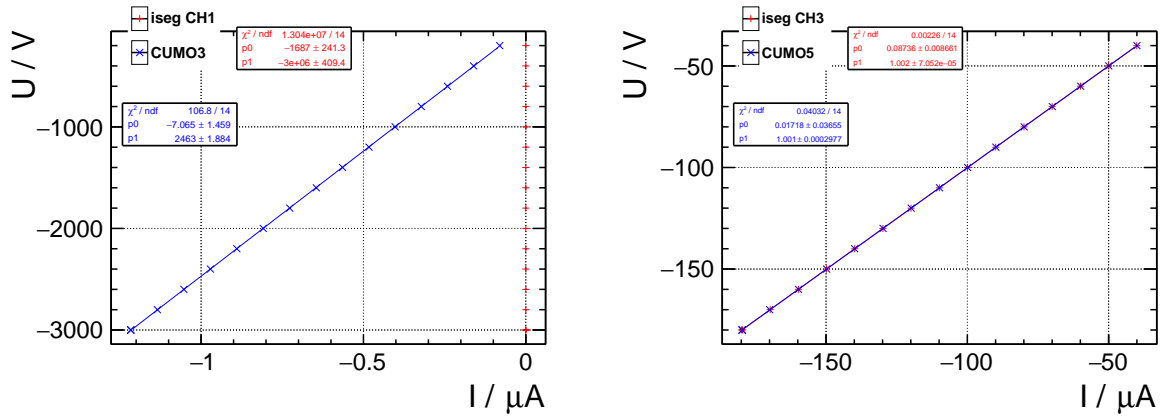 iseg CH1
CUMO3
χ² / ndf 1.304e+07 / 14
p0 −1687 ± 241.3
p1 −3e+06 ± 409.4
χ² / ndf 106.8 / 14
p0 −7.065 ± 1.459
p1 2463 ± 1.884
U / V
−1000
−2000
−3000
−1 −0.5 0
I / μA
iseg CH3
CUMO5
χ² / ndf 0.00226 / 14
p0 0.08736 ± 0.008661
p1 1.002 ± 7.052e−05
χ² / ndf 0.04032 / 14
p0 0.01718 ± 0.03655
p1 1.001 ± 0.0002977
U / V
−50
−100
−150
−150 −100 −50
I / μA